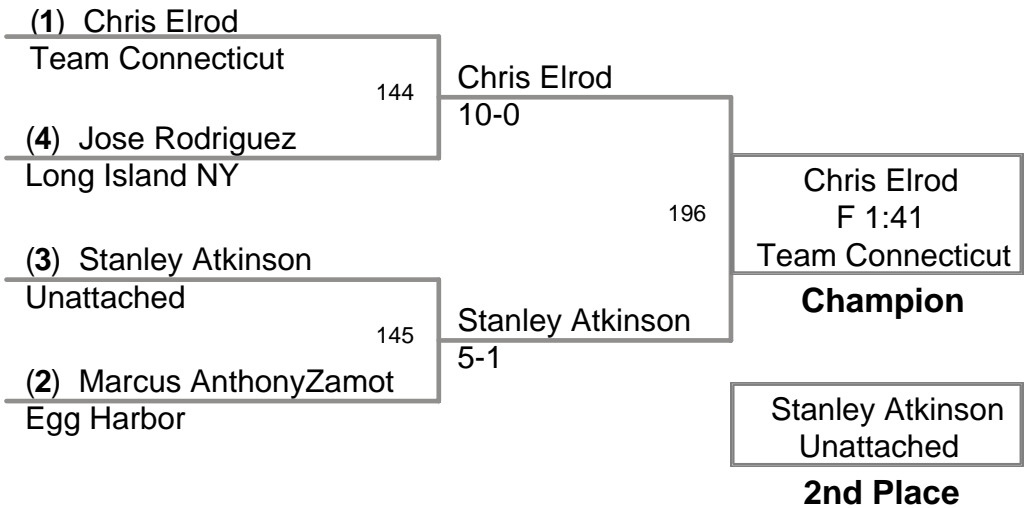 (1) Chris Elrod
Team Connecticut
144
(4) Jose Rodriguez
Long Island NY
Chris Elrod
10-0
(3) Stanley Atkinson
Unattached
145
(2) Marcus AnthonyZamot
Egg Harbor
Stanley Atkinson
5-1
196
Chris Elrod
F 1:41
Team Connecticut
Champion
Stanley Atkinson
Unattached
2nd Place